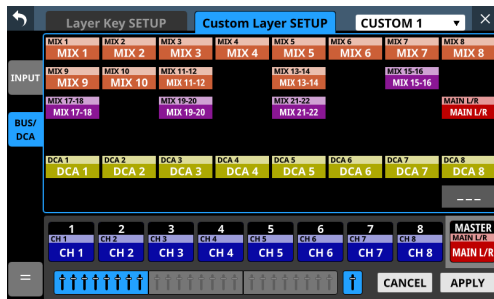 Layer Key SETUP Custom Layer SETUP CUSTOM 1
MIX 1 MIX 2 MIX 3 MIX 4 MIX 5 MIX 6 MIX 7 MIX 8
MIX 1 MIX 2 MIX 3 MIX 4 MIX 5 MIX 6 MIX 7 MIX 8
INPUT
MIX 9 MIX 10 MIX 11-12 MIX 13-14 MIX 15-16
MIX 9 MIX 10 MIX 11-12 MIX 13-14 MIX 15-16
MIX 17-18 MIX 19-20 MIX 21-22 MAIN L/R
MIX 17-18 MIX 19-20 MIX 21-22 MAIN L/R
BUS/
DCA
DCA 1 DCA 2 DCA 3 DCA 4 DCA 5 DCA 6 DCA 7 DCA 8
DCA 1 DCA 2 DCA 3 DCA 4 DCA 5 DCA 6 DCA 7 DCA 8
---
1 2 3 4 5 6 7 8 MASTER
CH 1 CH 2 CH 3 CH 4 CH 5 CH 6 CH 7 CH 8 MAIN L/R
CH 1 CH 2 CH 3 CH 4 CH 5 CH 6 CH 7 CH 8 MAIN L/R
CANCEL APPLY